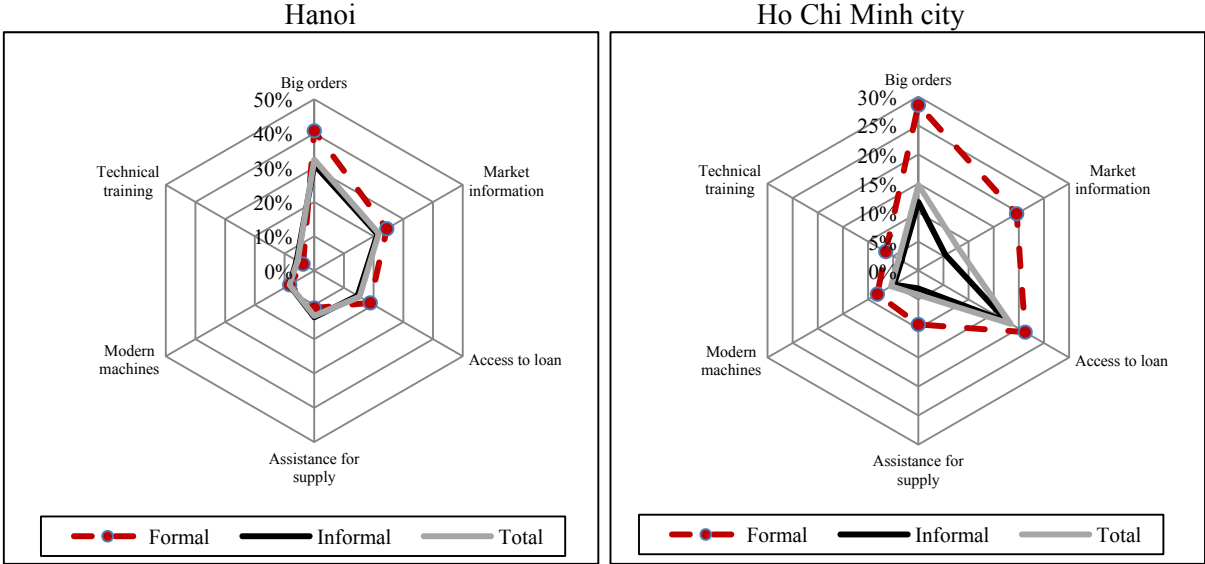 Hanoi
Big orders
50%
40%
30%
20%
10%
0%
Technical
training
Market
information
Modern
machines
Access to loan
Assistance for
supply
Formal
Informal
Total
Ho Chi Minh city
Big orders
30%
25%
20%
15%
10%
5%
0%
Technical
training
Market
information
Modern
machines
Access to loan
Assistance for
supply
Formal
Informal
Total